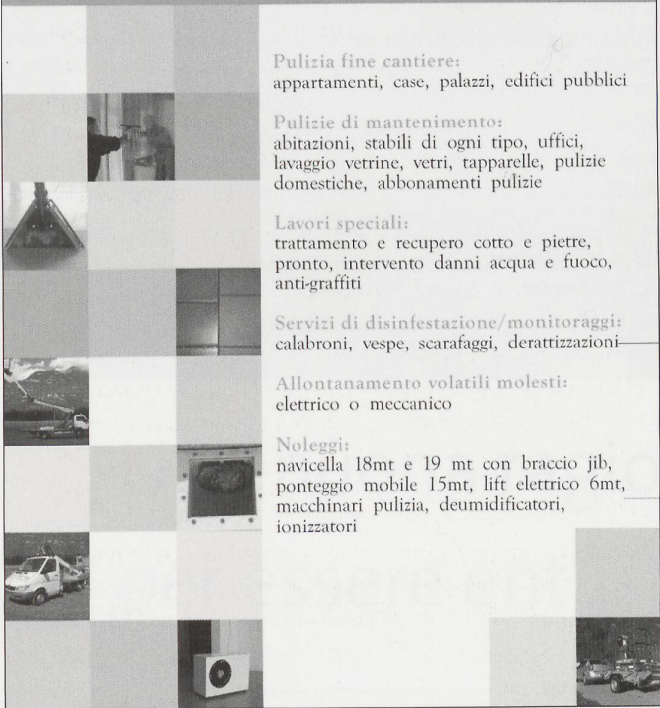 Pulizia fine cantiere:
appartamenti, case, palazzi, edifici pubblici
Pulizie di mantenimento:
abitazioni, stabili di ogni tipo, uffici,
lavaggio vetrine, vetri, tapparelle, pulizie
domestiche, abbonamenti pulizie
Lavori speciali:
trattamento e recupero cotto e pietre,
pronto, intervento danni acqua e fuoco,
anti-graffiti
Servizi di disinfestazione/monitoraggi:
calabroni, vespe, scarafaggi, derattizzazioni
Allontanamento volatili molesti:
elettrico o meccanico
Noleggi:
navicella 18mt e 19 mt con braccio jib,
ponteggio mobile 15mt, lift elettrico 6mt,
macchinari pulizia, deumidificatori,
ionizzatori